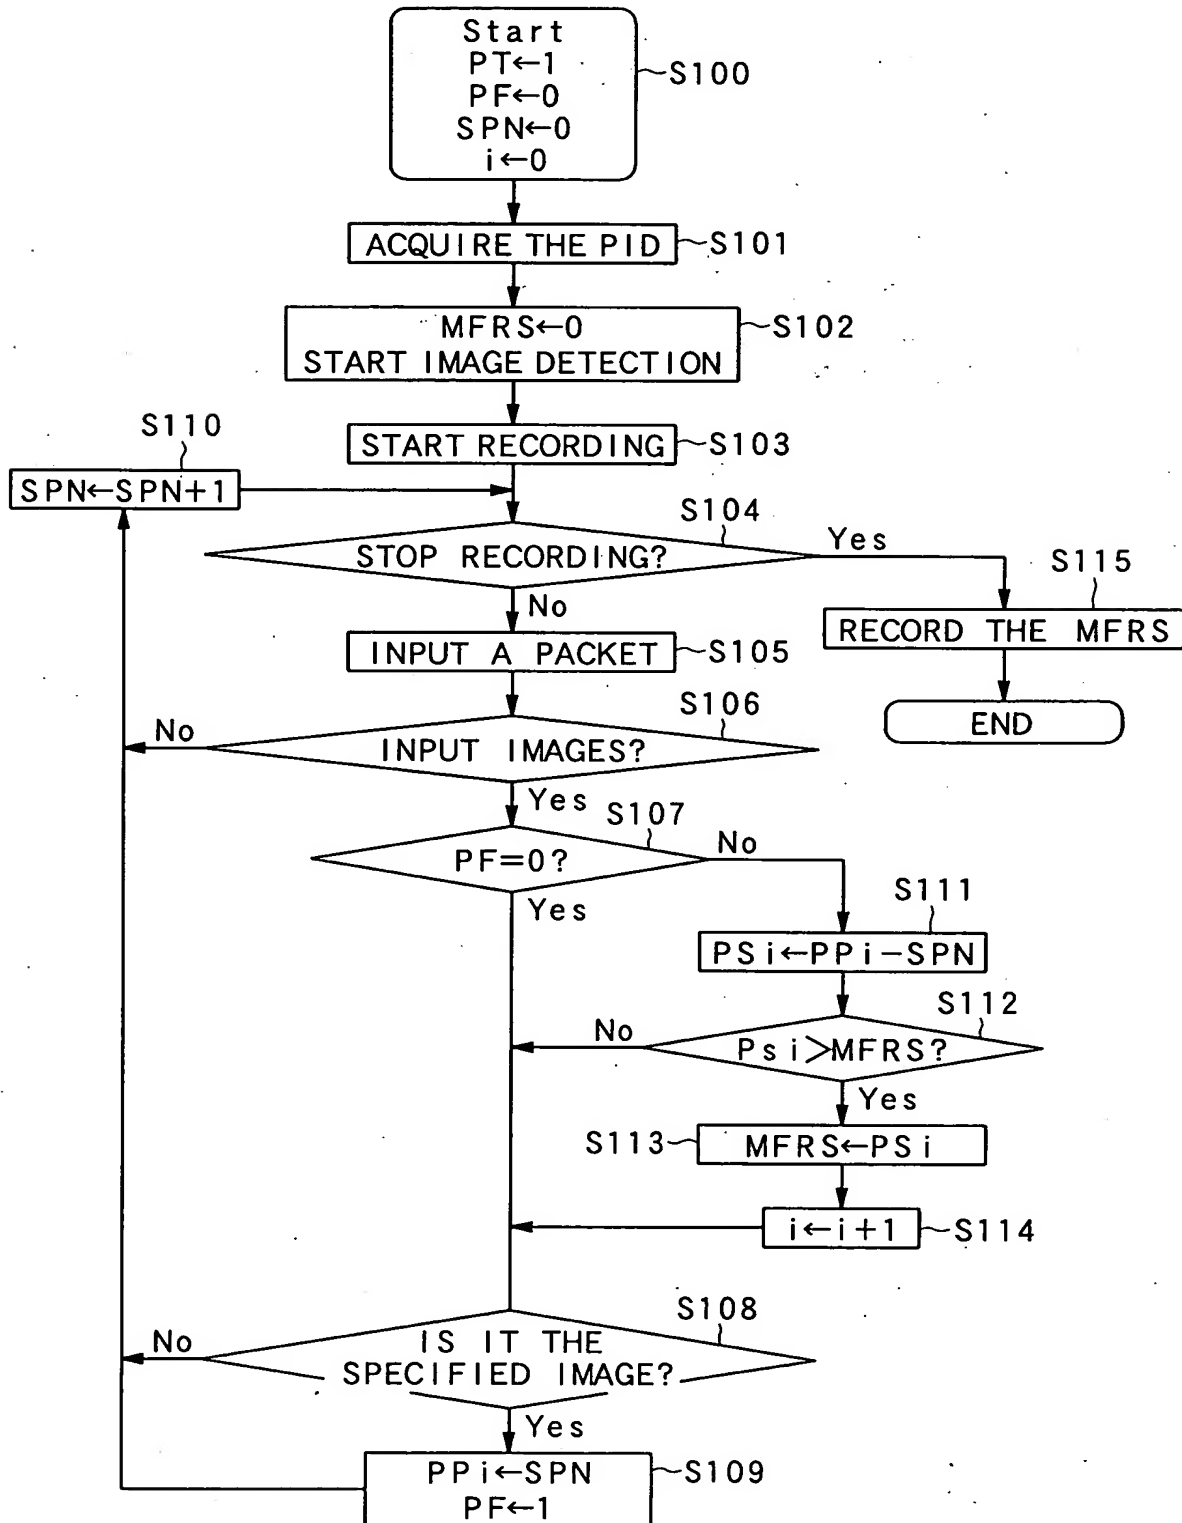 Start
PT←1
PF←0
SPN←0
i←0
S100
ACQUIRE THE PID
S101
MFRS←0
START IMAGE DETECTION
S102
START RECORDING
S103
S110
SPN←SPN+1
S104
STOP RECORDING?
Yes
No
S115
RECORD THE MFRS
END
INPUT A PACKET
S105
S106
INPUT IMAGES?
No
Yes
S107
PF=0?
No
Yes
S111
PSi←PPi-SPN
S112
Psi>MFRS?
No
Yes
S113
MFRS←PSi
i←i+1
S114
S108
IS IT THE
SPECIFIED IMAGE?
No
Yes
PPi←SPN
PF←1
S109